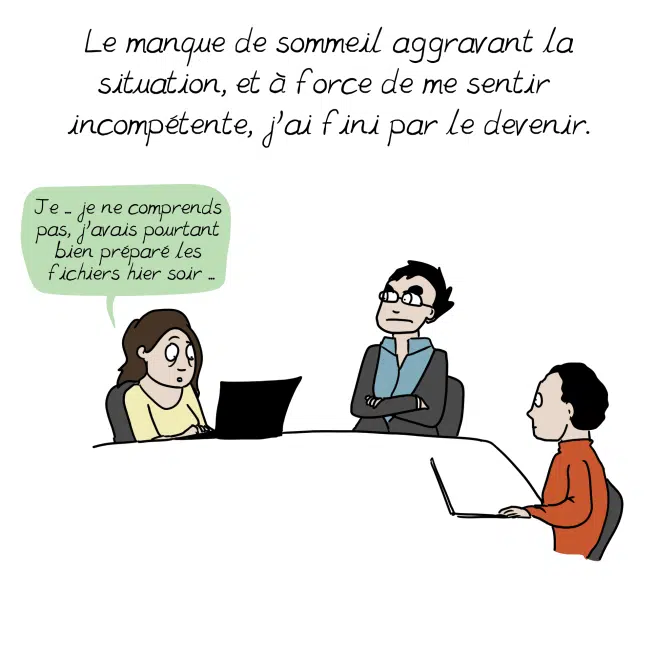 Le manque de sommeil aggravant la
situation, et à force de me sentir
incompétente, j'ai fini par le devenir.
Je _ je ne comprends
pas, j'avais pourtant
bien préparé les
fichiers hier soir ...